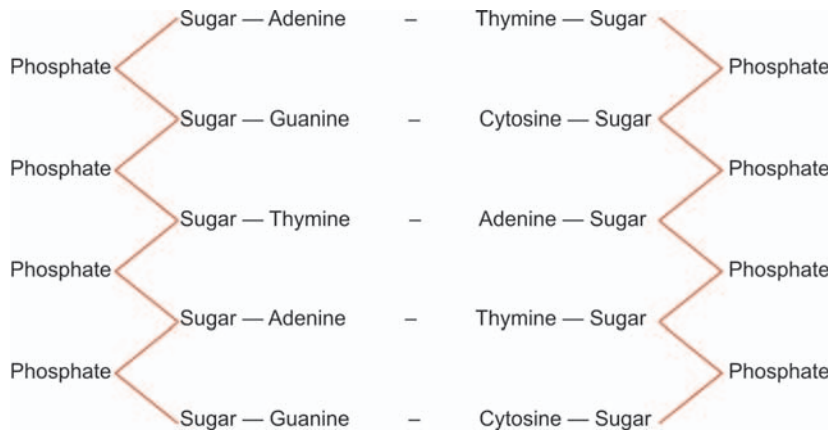 Sugar — Adenine – Thymine — Sugar
Phosphate Phosphate
Sugar — Guanine – Cytosine — Sugar
Phosphate Phosphate
Sugar — Thymine – Adenine — Sugar
Phosphate Phosphate
Sugar — Adenine – Thymine — Sugar
Phosphate Phosphate
Sugar — Guanine – Cytosine — Sugar